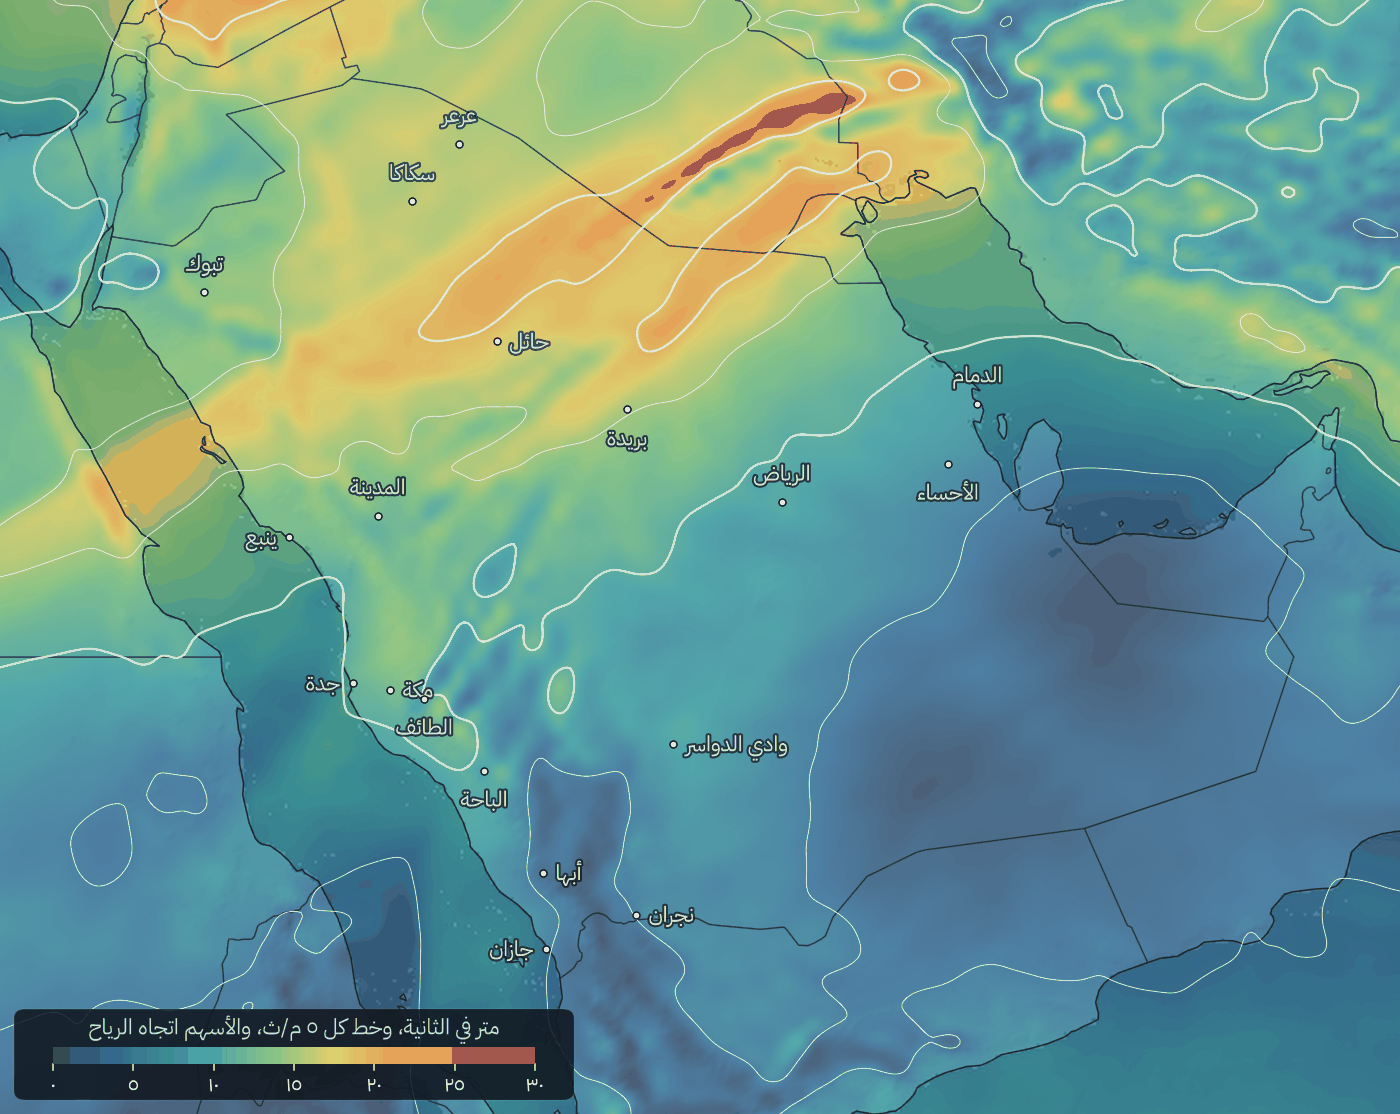 عرعر
سكاكا
تبوك
حائل
الدمام
بريدة
الرياض
الأحساء
المدينة
ينبع
جدة
مكة
الطائف
وادي الدواسر
الباحة
أبها
نجران
جازان
متر في الثانية، وخط كل ٥ م/ث، والأسهم اتجاه الرياح
٠ ٥ ١٠ ١٥ ٢٠ ٢٥ ٣٠